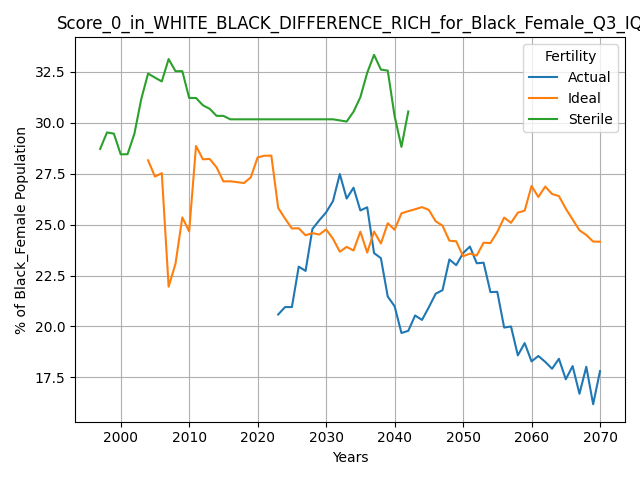 Score_0_in_WHITE_BLACK_DIFFERENCE_RICH_for_Black_Female_Q3_IQ
Fertility
Actual
Ideal
Sterile
% of Black_Female Population
32.5
30.0
27.5
25.0
22.5
20.0
17.5
2000 2010 2020 2030 2040 2050 2060 2070
Years